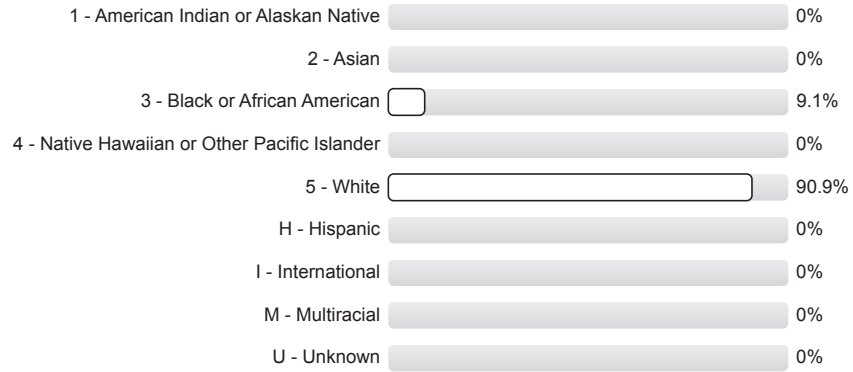 1 - American Indian or Alaskan Native 0%
2 - Asian 0%
3 - Black or African American 9.1%
4 - Native Hawaiian or Other Pacific Islander 0%
5 - White 90.9%
H - Hispanic 0%
I - International 0%
M - Multiracial 0%
U - Unknown 0%